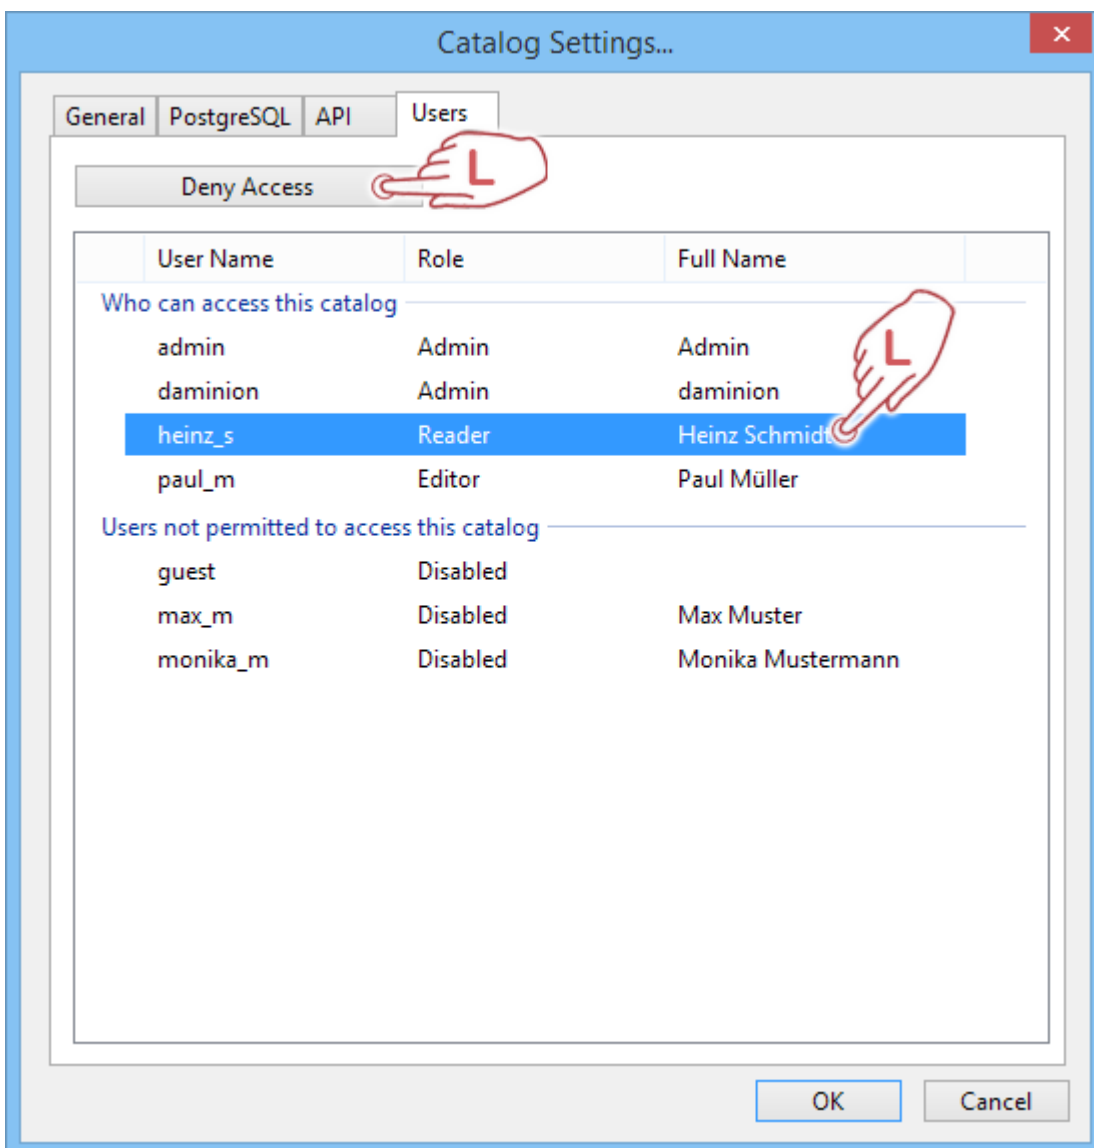 Catalog Settings...
General PostgreSQL API Users
Deny Access L
User Name Role Full Name
Who can access this catalog
admin Admin Admin
L
daminion Admin daminion
heinz_s Reader Heinz Schmidt
paul_m Editor Paul Müller
Users not permitted to access this catalog
guest Disabled
max_m Disabled Max Muster
monika_m Disabled Monika Mustermann
OK Cancel